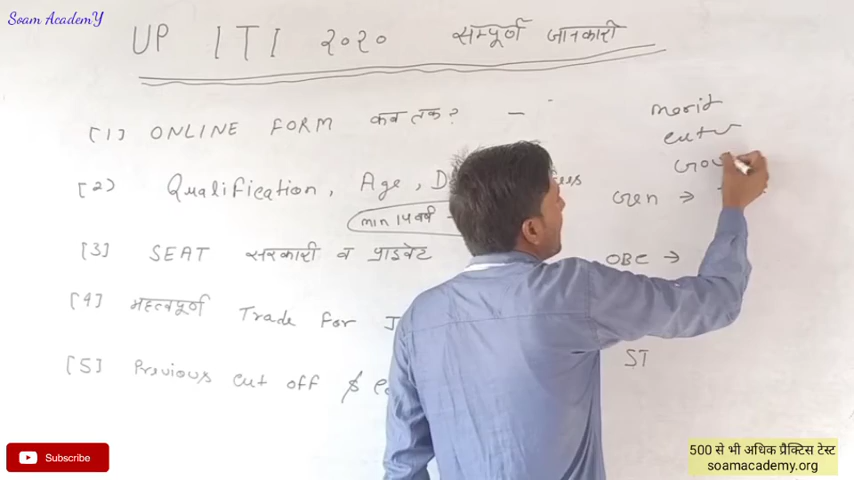 Soam AcademY
UP ITI २०२० सम्पूर्ण जानकारी
[1] ONLINE FORM कब तक? -
[2) Qualification, Age,
min 14 वर्ष
[3] SEAT सरकारी व प्राइवेट
[4] महत्वपूर्ण Trade for
[5] Previous cut off &
merit
Gen →
OBC →
ST
Subscribe
500 से भी अधिक प्रैक्टिस टेस्ट
soamacademy.org